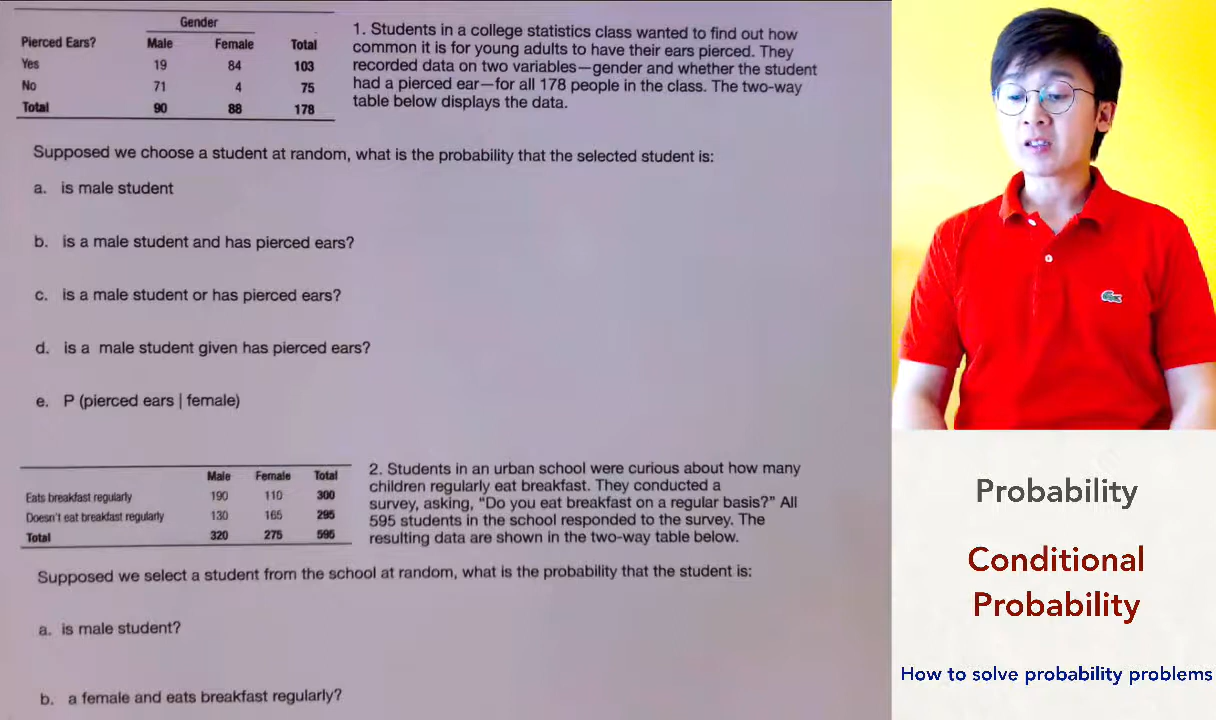 Gender
Pierced Ears? Male Female Total
Yes 19 84 103
No 71 4 75
Total 90 88 178
1. Students in a college statistics class wanted to find out how
common it is for young adults to have their ears pierced. They
recorded data on two variables—gender and whether the student
had a pierced ear—for all 178 people in the class. The two-way
table below displays the data.
Supposed we choose a student at random, what is the probability that the selected student is:
a. is male student
b. is a male student and has pierced ears?
c. is a male student or has pierced ears?
d. is a male student given has pierced ears?
e. P (pierced ears | female)
Male Female Total
Eats breakfast regularly 190 110 300
Doesn't eat breakfast regularly 130 165 295
Total 320 275 595
2. Students in an urban school were curious about how many
children regularly eat breakfast. They conducted a
survey, asking, “Do you eat breakfast on a regular basis?” All
595 students in the school responded to the survey. The
resulting data are shown in the two-way table below.
Supposed we select a student from the school at random, what is the probability that the student is:
a. is male student?
b. a female and eats breakfast regularly?
Probability
Conditional
Probability
How to solve probability problems